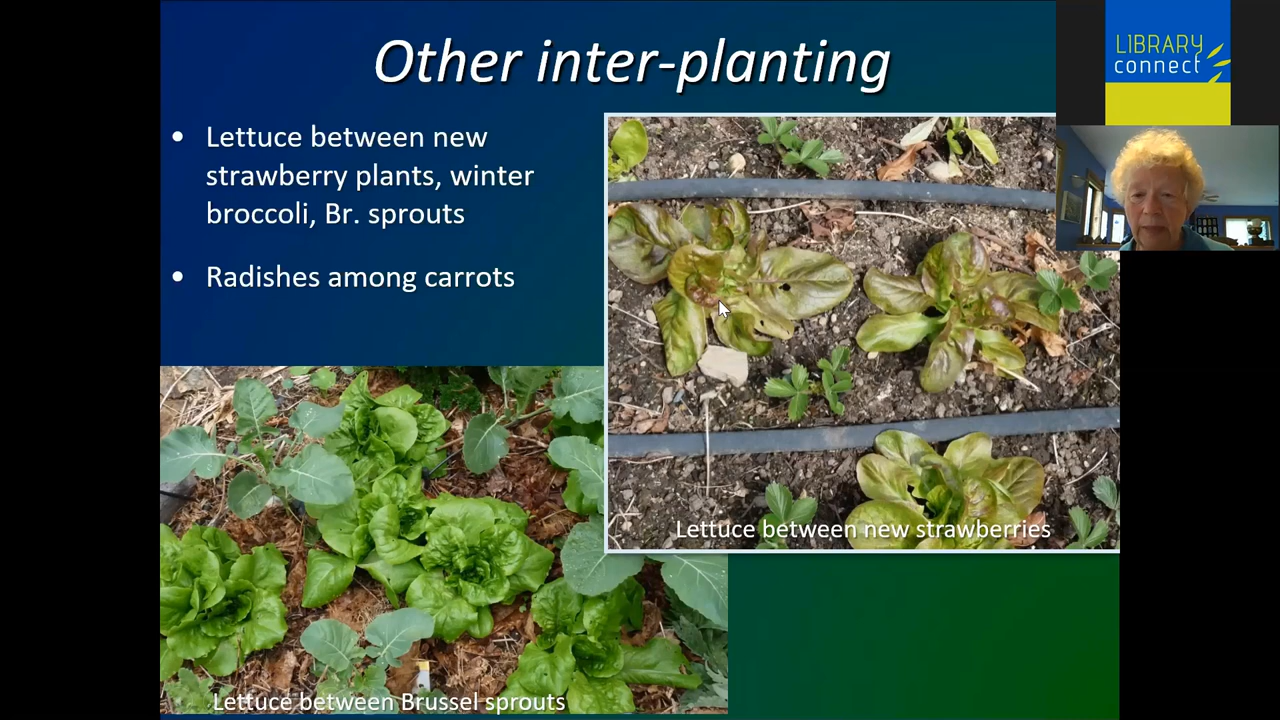 Other inter-planting
LIBRARY
connect
• Lettuce between new
strawberry plants, winter
broccoli, Br. sprouts
• Radishes among carrots
Lettuce between new strawberries
Lettuce between Brussel sprouts